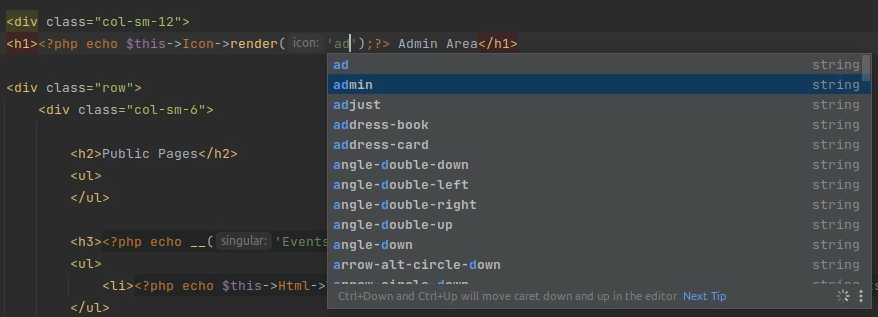 <div class="col-sm-12">
<h1><?php echo $this->Icon->render( icon: 'ad');?> Admin Area</h1>
ad string
admin string
<div class="row">
adjust string
<div class="col-sm-6">
address-book string
address-card string
<h2>Public Pages</h2>
angle-double-down string
<ul>
angle-double-left string
</ul>
angle-double-right string
angle-double-up string
<h3><?php echo __( singular: 'Events
angle-down string
<ul>
arrow-alt-circle-down string
<li><?php echo $this->Html->
arrow-circle-down string
Ctrl+Down and Ctrl+Up will move caret down and up in the editor Next Tip
</ul>